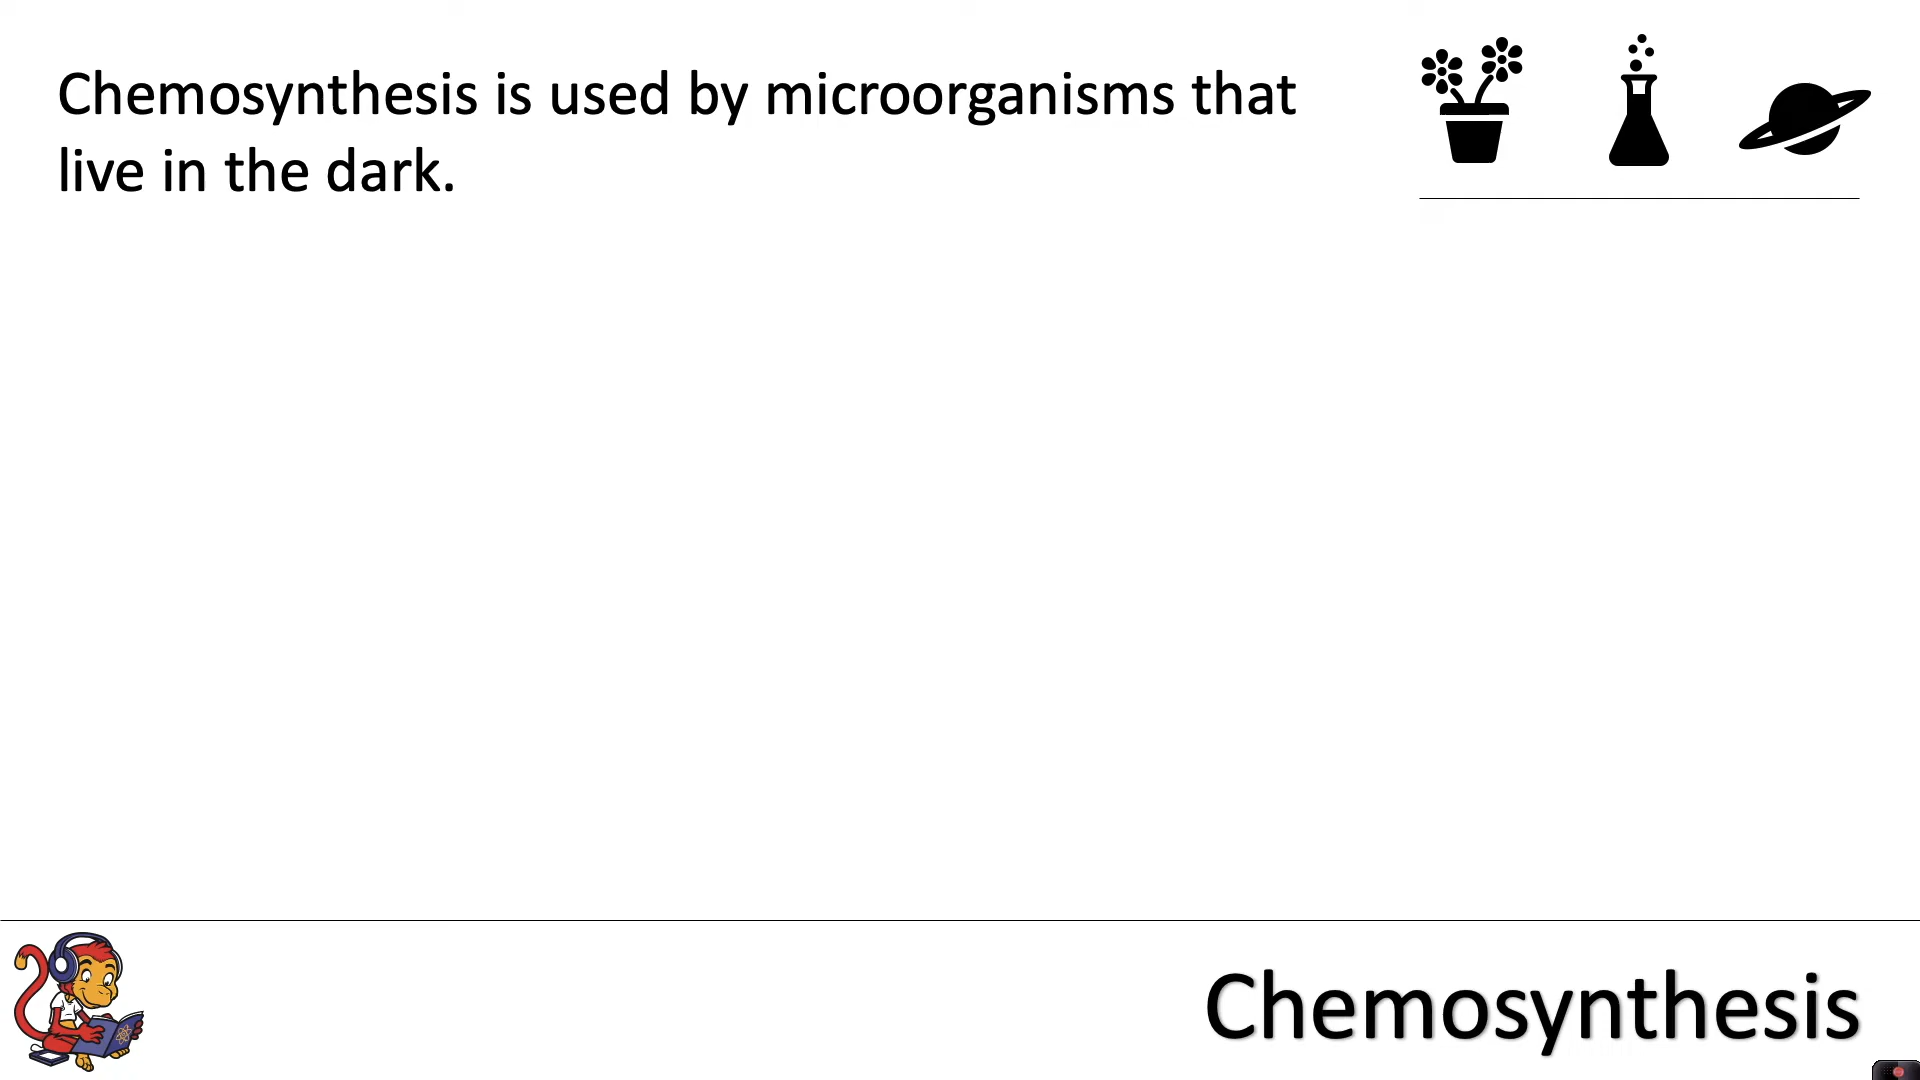 Chemosynthesis is used by microorganisms that
live in the dark.
Chemosynthesis